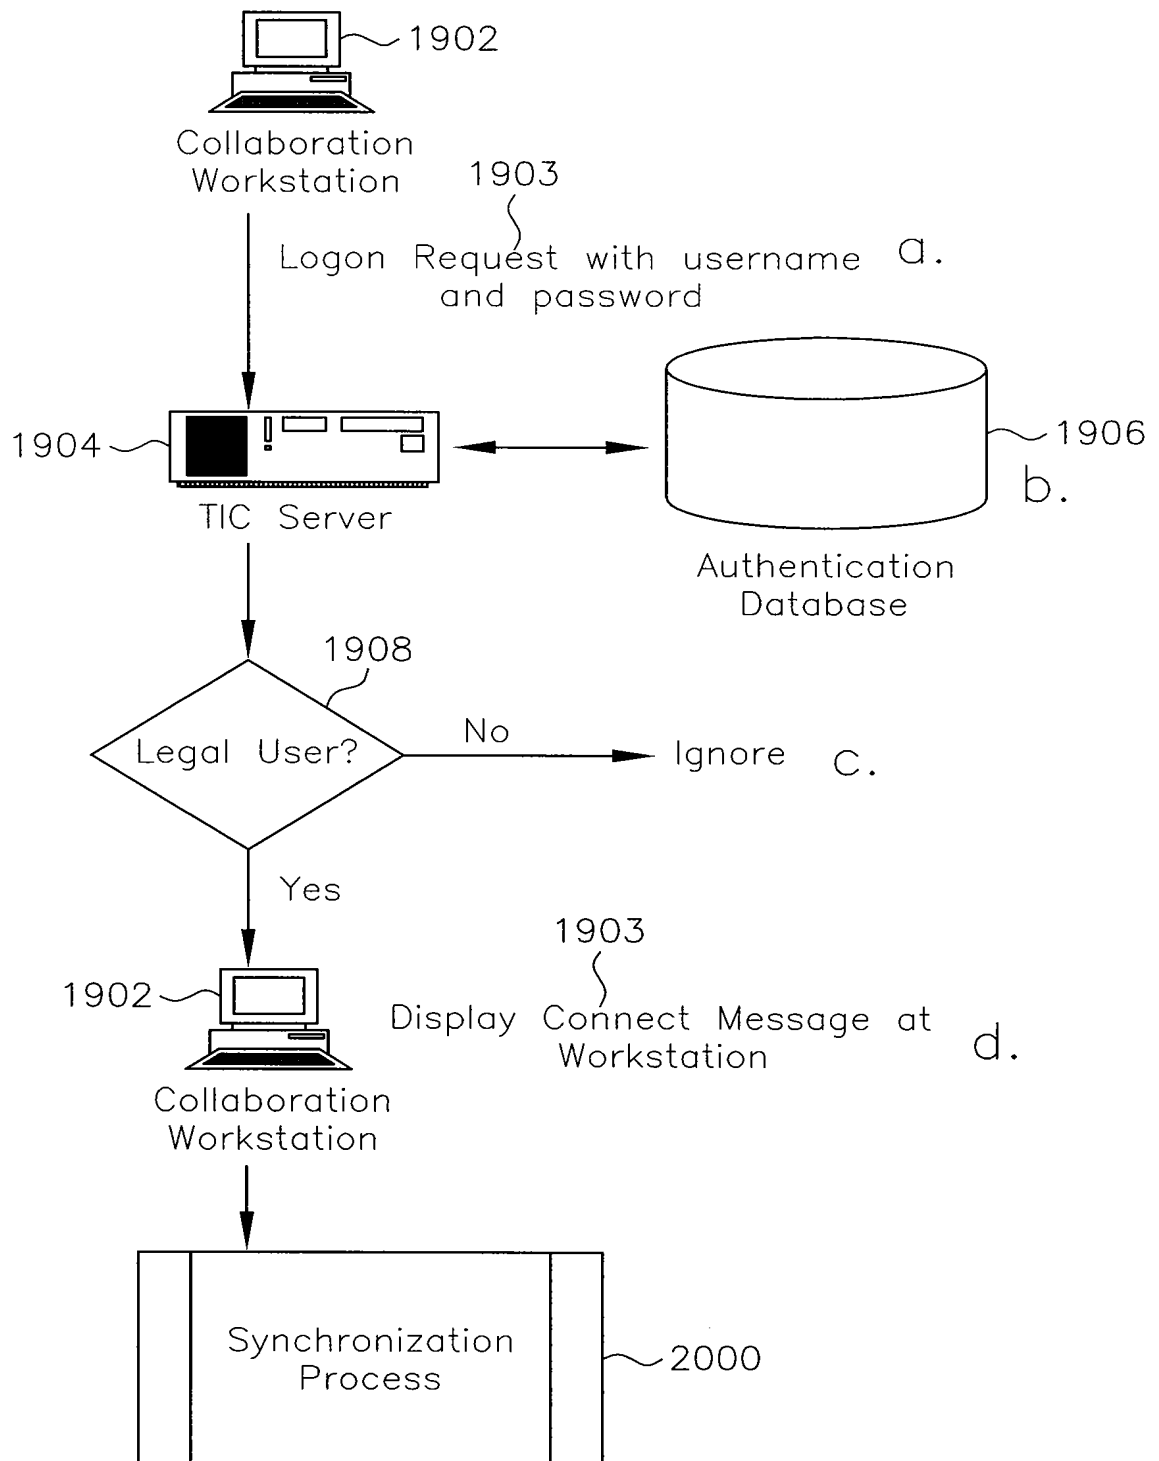 1902
Collaboration
Workstation
1903
Logon Request with username a.
and password
1904
1906
b.
TIC Server
Authentication
Database
1908
Legal User?
No
Ignore c.
Yes
1903
1902
Display Connect Message at
Workstation
d.
Collaboration
Workstation
Synchronization
Process
2000